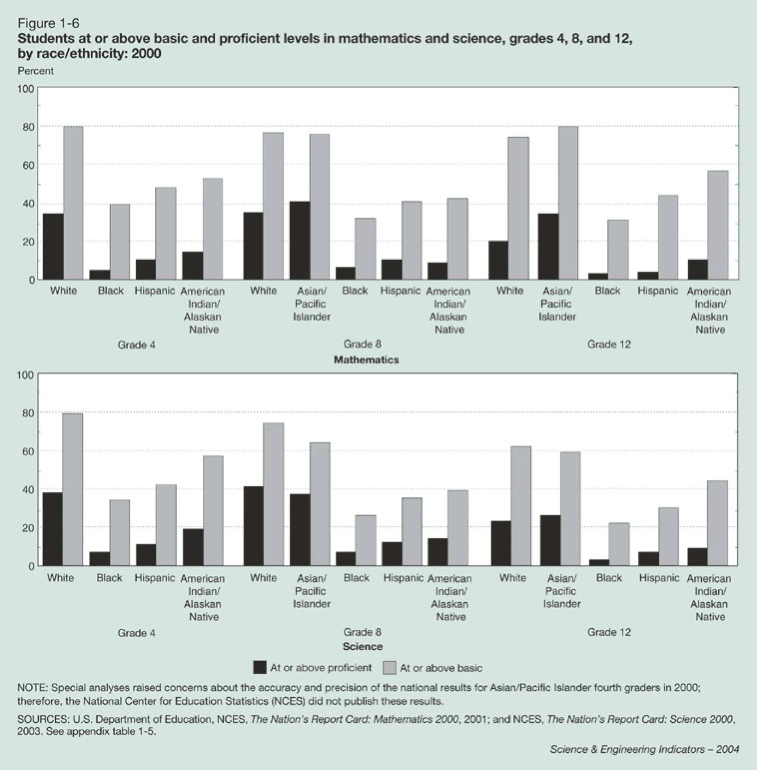 Figure 1-6
Students at or above basic and proficient levels in mathematics and science, grades 4, 8, and 12,
by race/ethnicity: 2000
Percent
100
80
60
40
20
0
White Black Hispanic American Indian/ Alaskan Native White Asian/ Pacific Islander Black Hispanic American Indian/ Alaskan Native White Asian/ Pacific Islander Black Hispanic American Indian/ Alaskan Native
Grade 4 Grade 8 Grade 12
Mathematics
100
80
60
40
20
0
White Black Hispanic American Indian/ Alaskan Native White Asian/ Pacific Islander Black Hispanic American Indian/ Alaskan Native White Asian/ Pacific Islander Black Hispanic American Indian/ Alaskan Native
Grade 4 Grade 8 Grade 12
Science
At or above proficient At or above basic
NOTE: Special analyses raised concerns about the accuracy and precision of the national results for Asian/Pacific Islander fourth graders in 2000;
therefore, the National Center for Education Statistics (NCES) did not publish these results.
SOURCES: U.S. Department of Education, NCES, The Nation's Report Card: Mathematics 2000, 2001; and NCES, The Nation's Report Card: Science 2000,
2003. See appendix table 1-5.
Science & Engineering Indicators – 2004